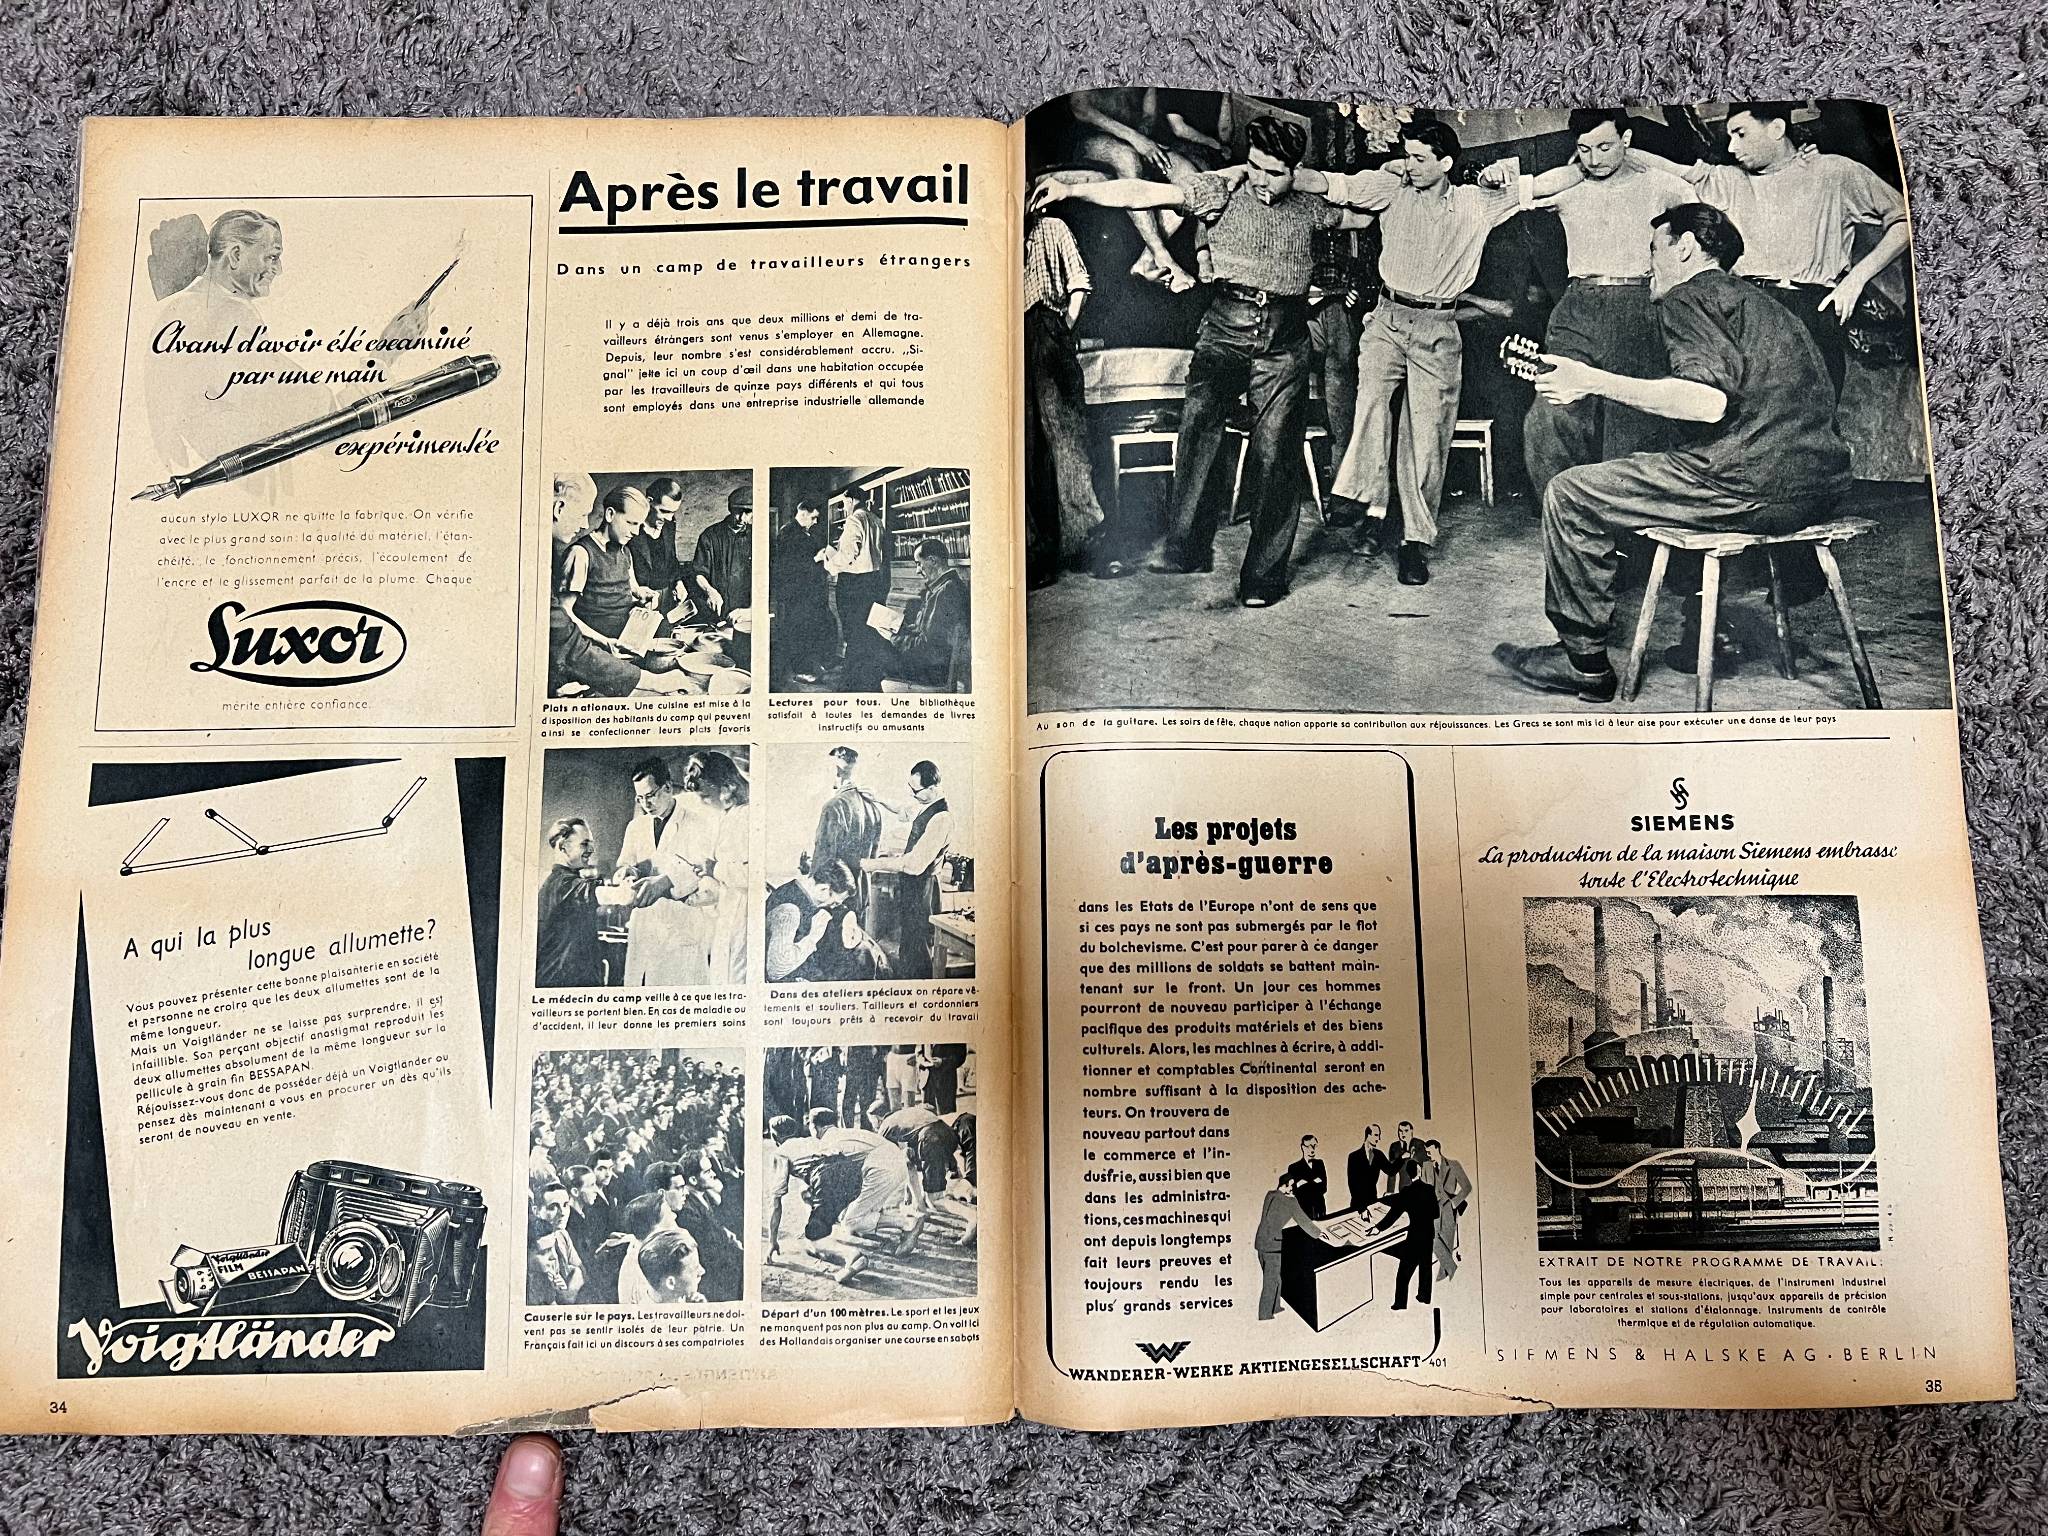 Avant d'avoir été examiné
par une main
Luxor
expérimentée
aucun stylo LUXOR ne quitte la fabrique. On vérifie
avec le plus grand soin: la qualité du matériel, l'étan-
chéité, le fonctionnement précis, l'écoulement de
l'encre et le glissement parfait de la plume. Chaque
Luxor
mérite entière confiance.
A qui la plus
longue allumette?
Vous pouvez présenter cette bonne plaisanterie en société
et personne ne croira que les deux allumettes sont de la
même longueur.
Mais un Voigtländer ne se laisse pas surprendre, il est
infaillible. Son perçant objectif anastigmat reproduit les
deux allumettes absolument de la même longueur sur la
pellicule à grain fin BESSAPAN.
Réjouissez-vous donc de posséder déjà un Voigtländer ou
pensez dès maintenant a vous en procurer un dès qu'ils
seront de nouveau en vente.
Voigtländer
FILM
BESSAPAN
6×9
Voigtländer
34
Après le travail
Dans un camp de travailleurs étrangers
Il y a déjà trois ans que deux millions et demi de tra-
vailleurs étrangers sont venus s'employer en Allemagne.
Depuis, leur nombre s'est considérablement accru. „Si-
gnal" jette ici un coup d'œil dans une habitation occupée
par les travailleurs de quinze pays différents et qui tous
sont employés dans une entreprise industrielle allemande
Plats nationaux. Une cuisine est mise à la
disposition des habitants du camp qui peuvent
ainsi se confectionner leurs plats favoris
Lectures pour tous. Une bibliothèque
satisfait à toutes les demandes de livres
instructifs ou amusants
Le médecin du camp veille à ce que les tra-
vailleurs se portent bien. En cas de maladie ou
d'accident, il leur donne les premiers soins
Dans des ateliers spéciaux on répare vê-
tements et souliers. Tailleurs et cordonniers
sont toujours prêts à recevoir du travail
Causerie sur le pays. Les travailleurs ne doi-
vent pas se sentir isolés de leur patrie. Un
Français fait ici un discours à ses compatriotes
Départ d'un 100 mètres. Le sport et les jeux
ne manquent pas non plus au camp. On voit ici
des Hollandais organiser une course en sabots
Au son de la guitare. Les soirs de fête, chaque nation apporte sa contribution aux réjouissances. Les Grecs se sont mis ici à leur aise pour exécuter une danse de leur pays
Les projets
d'après-guerre
dans les Etats de l'Europe n'ont de sens que
si ces pays ne sont pas submergés par le flot
du bolchevisme. C'est pour parer à ce danger
que des millions de soldats se battent main-
tenant sur le front. Un jour ces hommes
pourront de nouveau participer à l'échange
pacifique des produits matériels et des biens
culturels. Alors, les machines à écrire, à addi-
tionner et comptables Continental seront en
nombre suffisant à la disposition des ache-
teurs. On trouvera de
nouveau partout dans
le commerce et l'in-
dustrie, aussi bien que
dans les administra-
tions, ces machines qui
ont depuis longtemps
fait leurs preuves et
toujours rendu les
plus grands services
W
WANDERER-WERKE AKTIENGESELLSCHAFT 401
SIEMENS
La production de la maison Siemens embrasse
toute l'Electrotechnique
EXTRAIT DE NOTRE PROGRAMME DE TRAVAIL:
Tous les appareils de mesure électriques, de l'instrument industriel
simple pour centrales et sous-stations, jusqu'aux appareils de précision
pour laboratoires et stations d'étalonnage. Instruments de contrôle
thermique et de régulation automatique.
SIEMENS & HALSKE AG · BERLIN
35